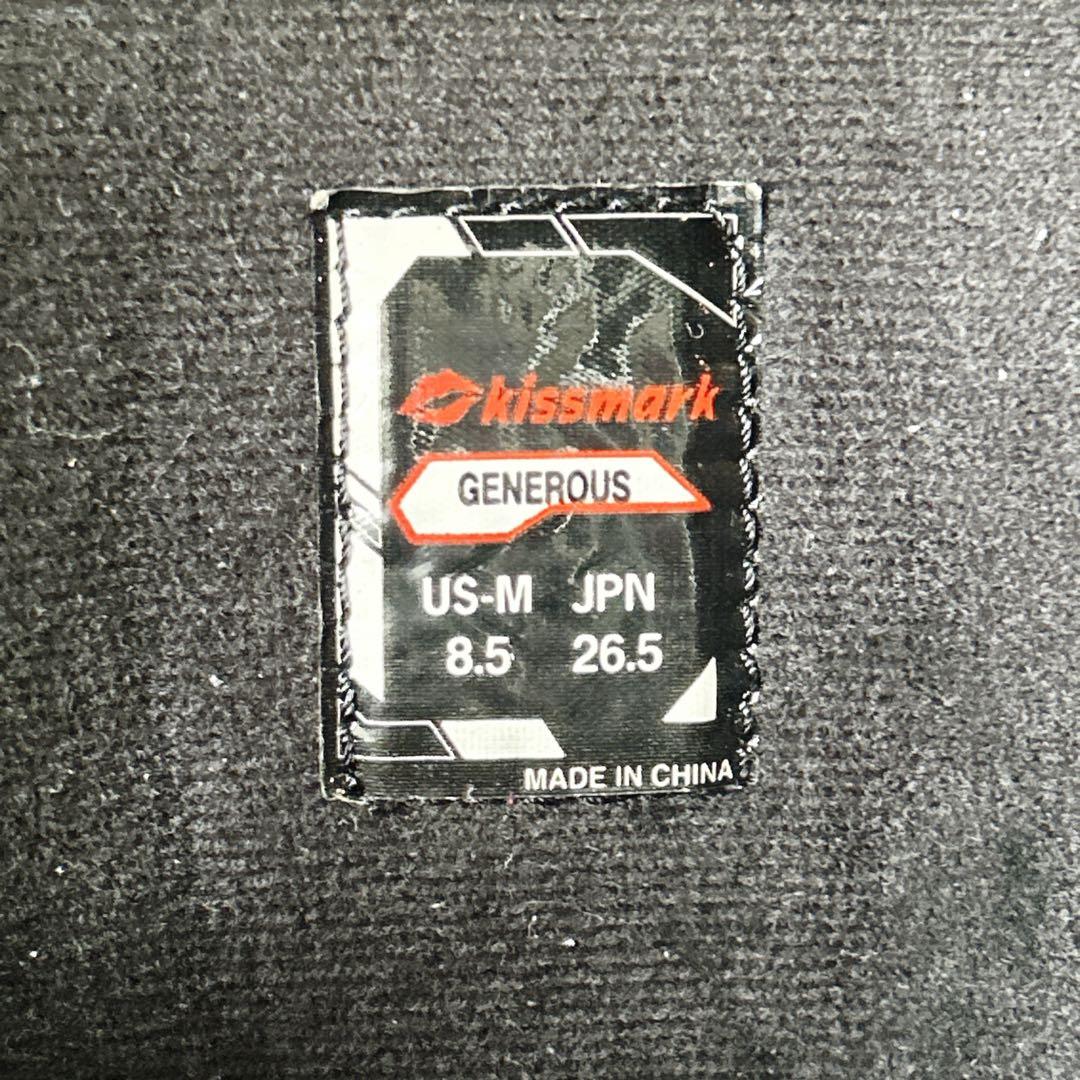 kissmark
GENEROUS
US-M JPN
8.5 26.5
MADE IN CHINA